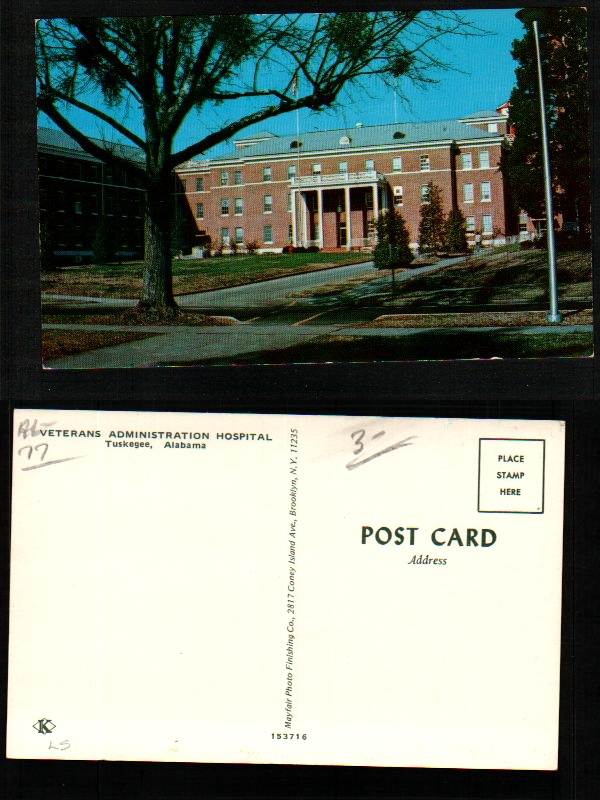 AL-
77
VETERANS ADMINISTRATION HOSPITAL
Tuskegee, Alabama
3-
PLACE
STAMP
HERE
POST CARD
Address
Mayfair Photo Finishing Co., 2817 Coney Island Ave., Brooklyn, N.Y. 11235
K
LS
153716